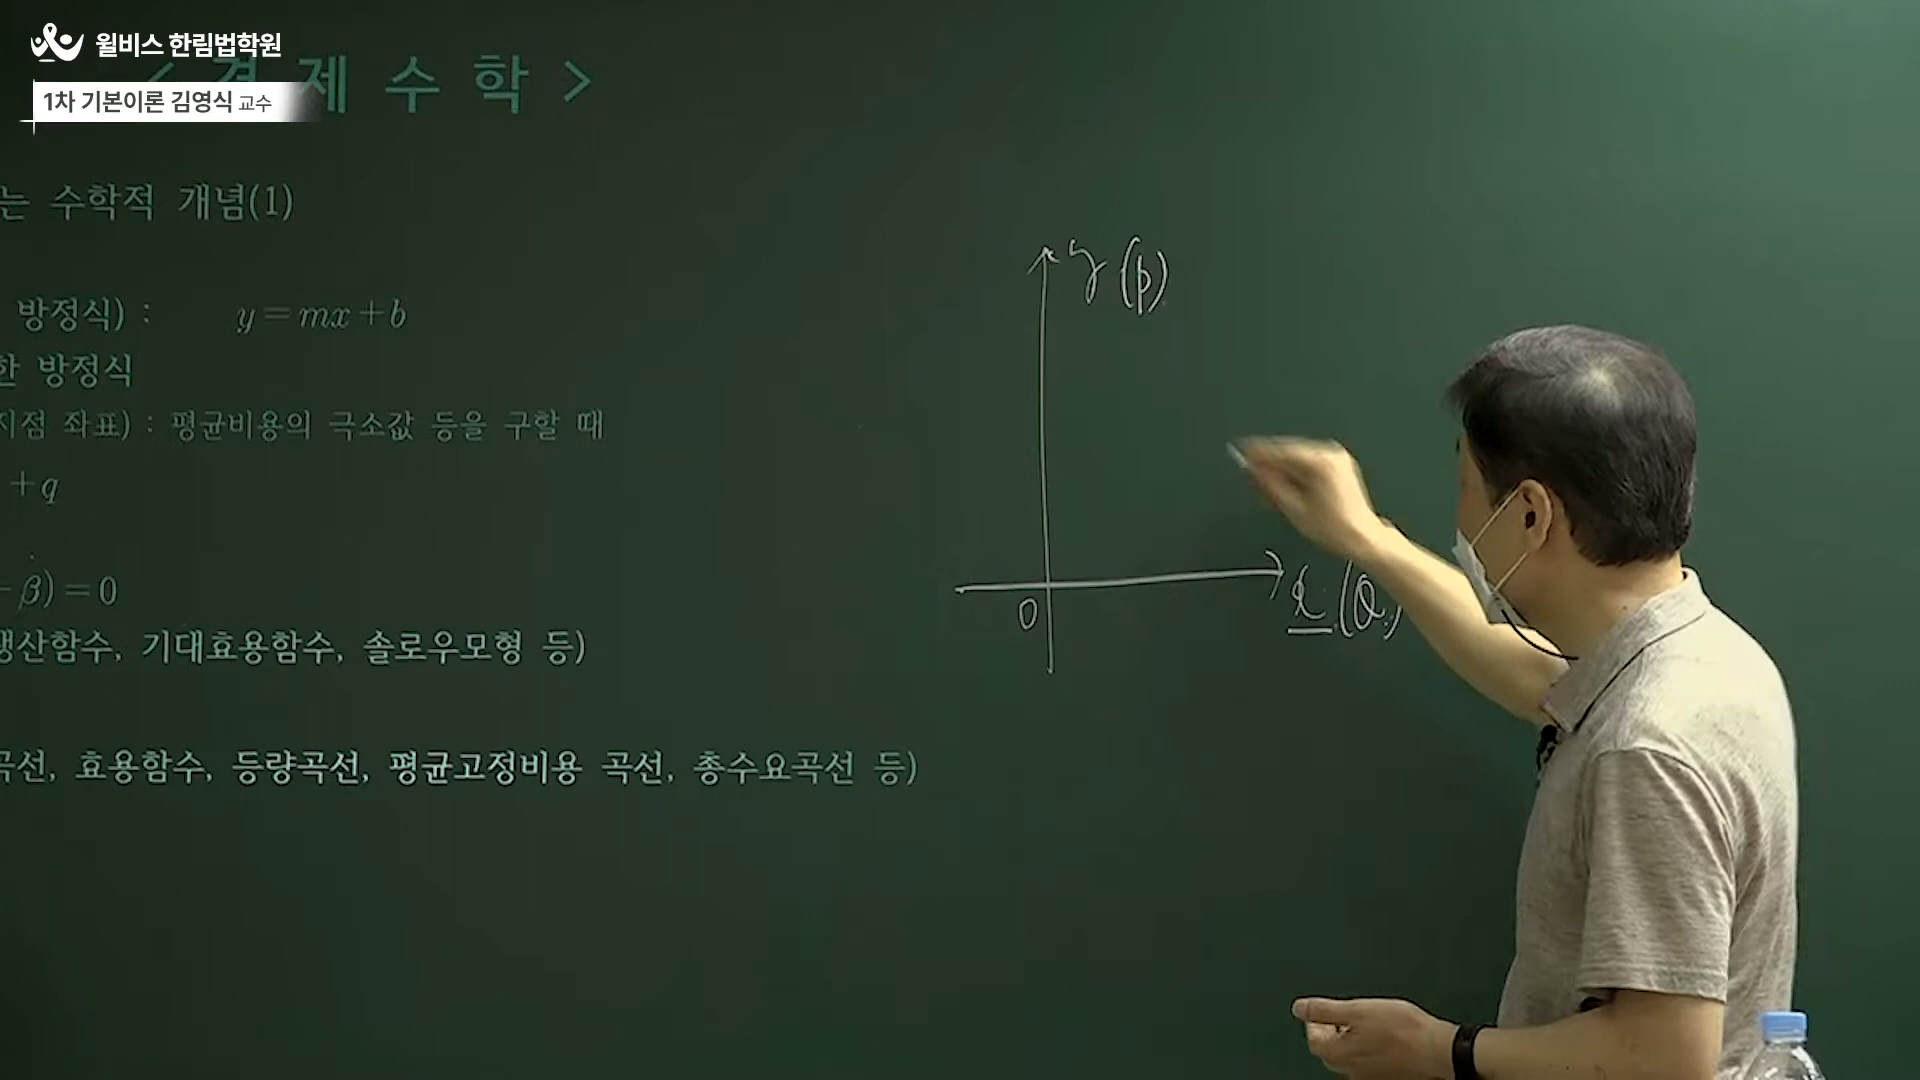 윌비스 한림법학원
< 경 제 수 학 >
1차 기본이론 김영식 교수
는 수학적 개념(1)
방정식) : y = mx + b
한 방정식
지점 좌표) : 평균비용의 극소값 등을 구할 때
+q
- β) = 0
생산함수, 기대효용함수, 솔로우모형 등)
곡선, 효용함수, 등량곡선, 평균고정비용 곡선, 총수요곡선 등)
y (p)
0
x (Q)